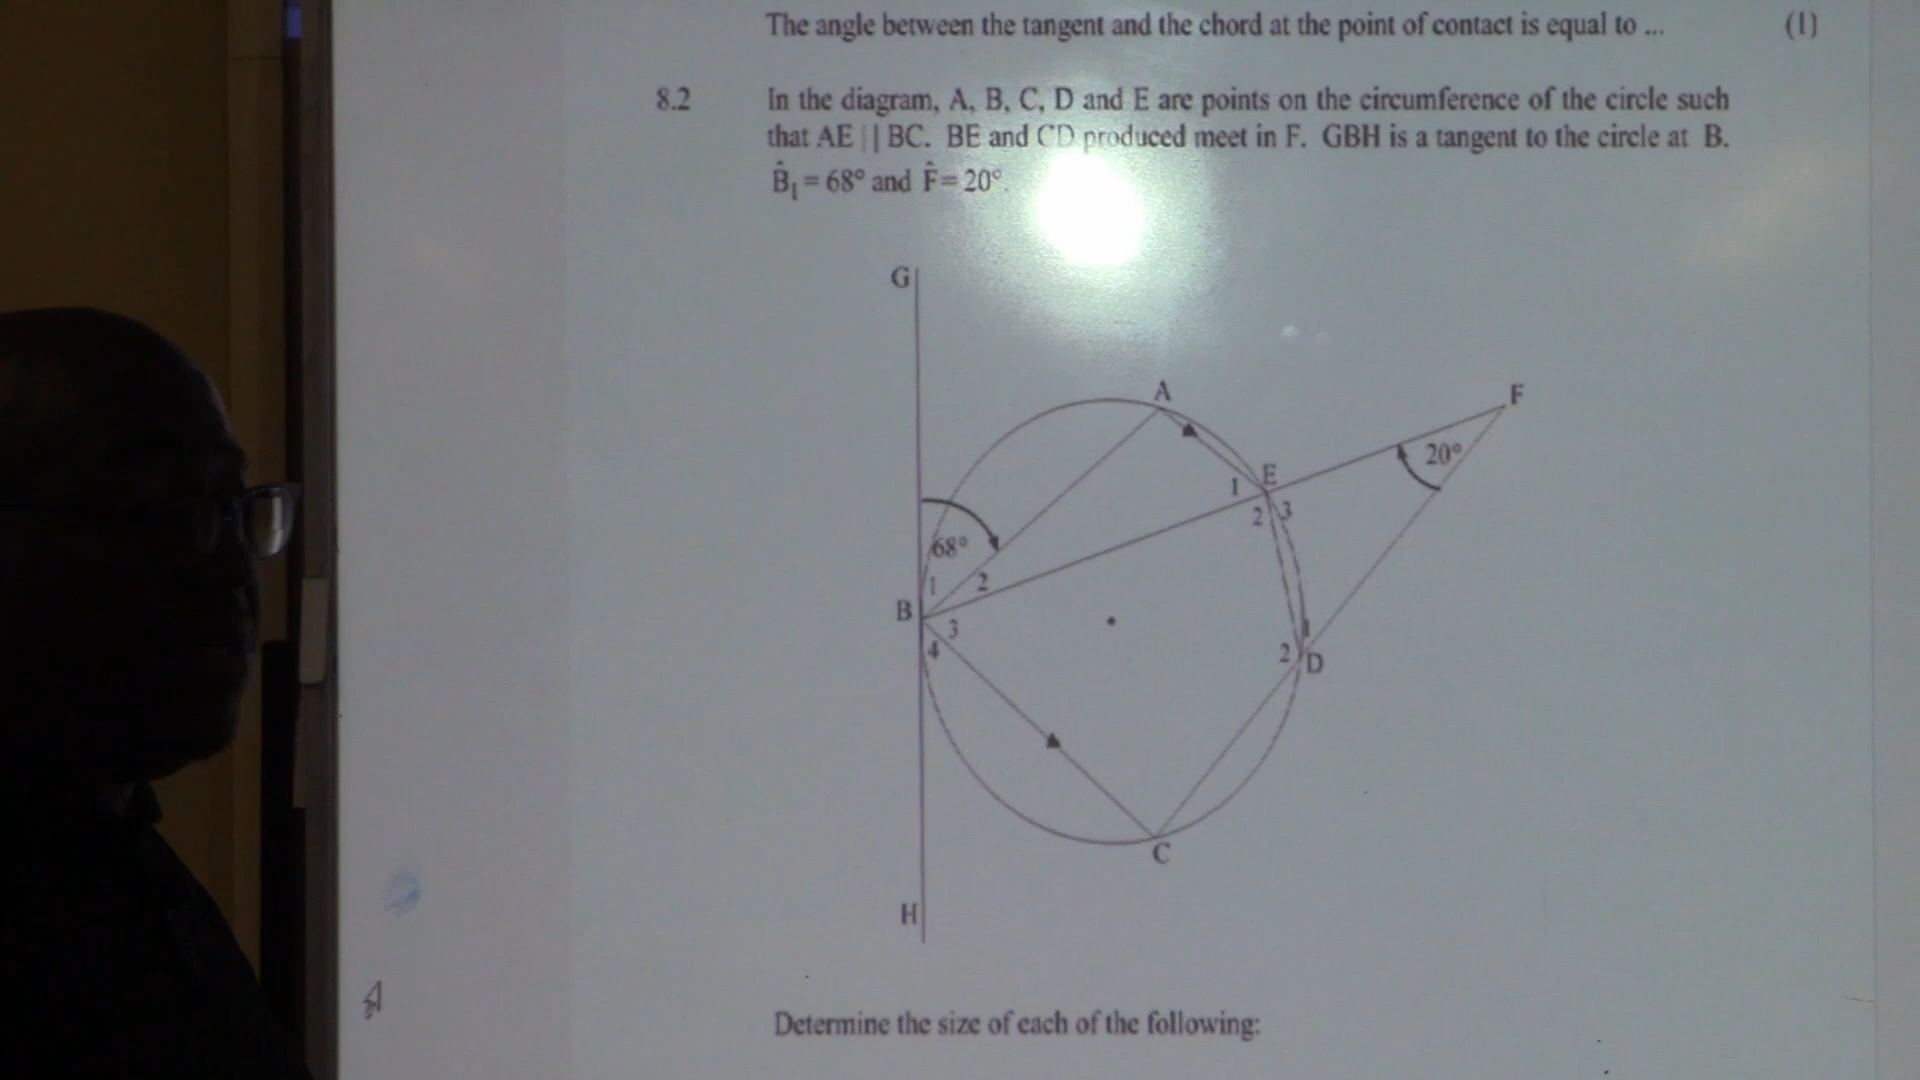 The angle between the tangent and the chord at the point of contact is equal to ... (1)
8.2 In the diagram, A, B, C, D and E are points on the circumference of the circle such
that AE || BC. BE and CD produced meet in F. GBH is a tangent to the circle at B.
B̂₁ = 68° and F̂ = 20°.
G
A
F
20°
E
1
2 3
68°
1 2
B
3
4
1
2 D
C
H
Determine the size of each of the following: